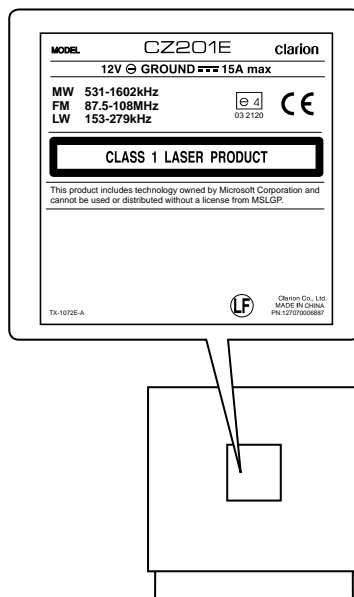 MODEL CZ201E clarion
12V ⊖ GROUND ⎓ 15A max
MW 531-1602kHz
FM 87.5-108MHz
LW 153-279kHz
e 4
03 2120
CE
CLASS 1 LASER PRODUCT
This product includes technology owned by Microsoft Corporation and
cannot be used or distributed without a license from MSLGP.
TX-1072E-A
LF
Clarion Co., Ltd.
MADE IN CHINA
PN:127070006887